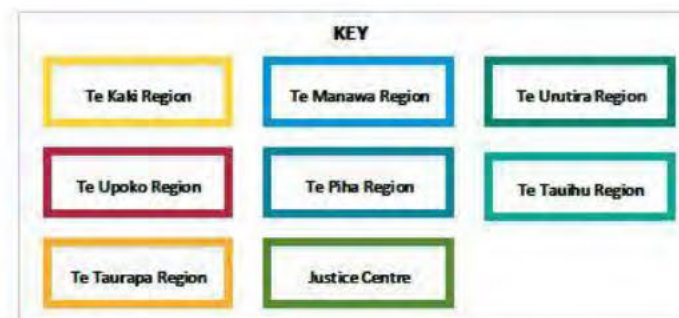 KEY
Te Kaki Region
Te Manawa Region
Te Urutira Region
Te Upoko Region
Te Piha Region
Te Tauihu Region
Te Taurapa Region
Justice Centre